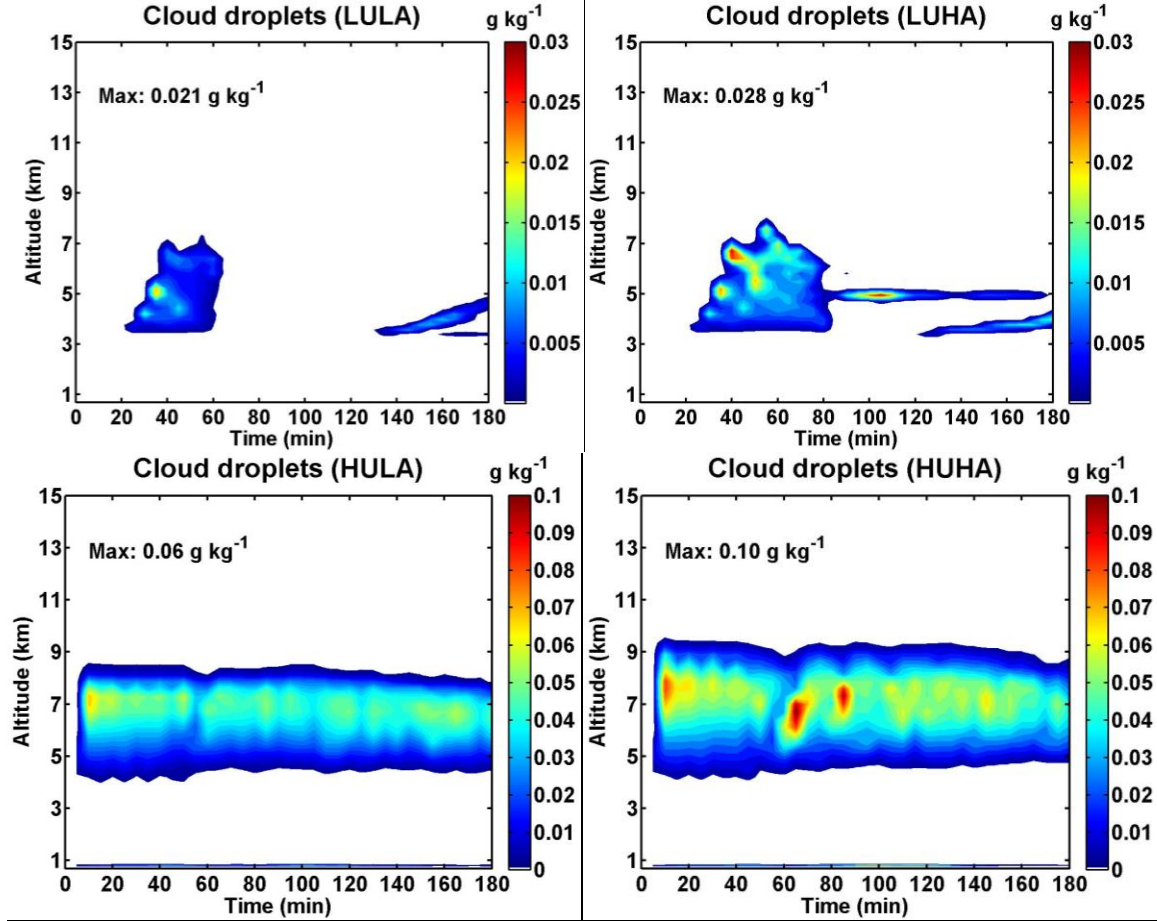 Cloud droplets (LULA)
g kg-1
Max: 0.021 g kg-1
15
13
11
9
7
5
3
1
0 20 40 60 80 100 120 140 160 180
0.03
0.025
0.02
0.015
0.01
0.005
Altitude (km)
Time (min)
Cloud droplets (LUHA)
g kg-1
Max: 0.028 g kg-1
15
13
11
9
7
5
3
1
0 20 40 60 80 100 120 140 160 180
0.03
0.025
0.02
0.015
0.01
0.005
Altitude (km)
Time (min)
Cloud droplets (HULA)
g kg-1
Max: 0.06 g kg-1
15
13
11
9
7
5
3
1
0 20 40 60 80 100 120 140 160 180
0.1
0.09
0.08
0.07
0.06
0.05
0.04
0.03
0.02
0.01
0
Altitude (km)
Time (min)
Cloud droplets (HUHA)
g kg-1
Max: 0.10 g kg-1
15
13
11
9
7
5
3
1
0 20 40 60 80 100 120 140 160 180
0.1
0.09
0.08
0.07
0.06
0.05
0.04
0.03
0.02
0.01
0
Altitude (km)
Time (min)